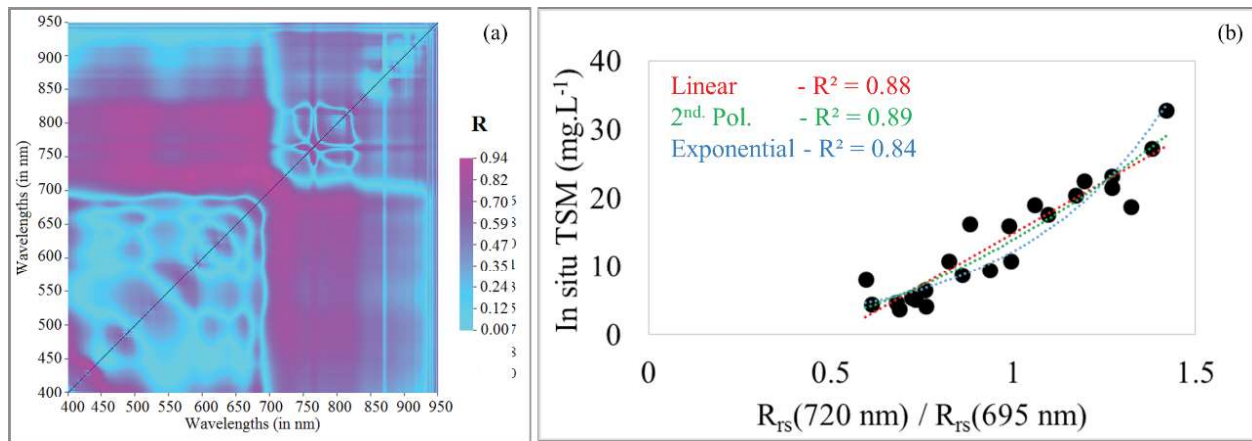 (a)
950
900
850
800
750
700
650
600
550
500
450
400
Wavelengths (in nm)
400 450 500 550 600 650 700 750 800 850 900 950
Wavelengths (in nm)
R
0.94
0.82
0.70
0.59
0.47
0.35
0.24
0.12
0.00
(b)
Linear - R² = 0.88
2nd. Pol. - R² = 0.89
Exponential - R² = 0.84
In situ TSM (mg.L-1)
40
30
20
10
0
0 0.5 1 1.5
Rrs(720 nm) / Rrs(695 nm)